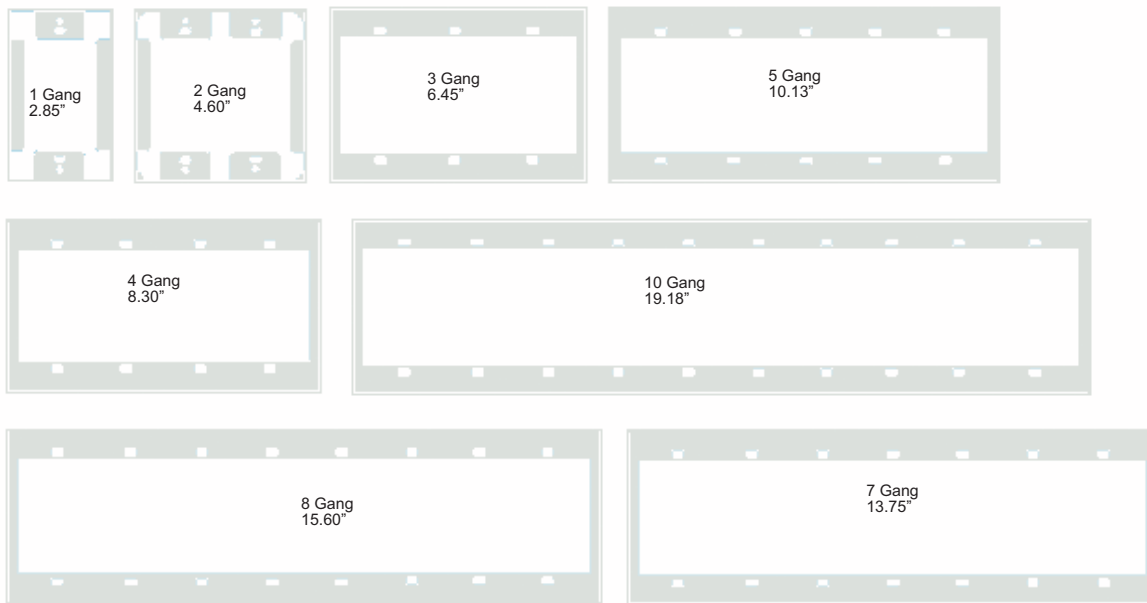 1 Gang
2.85”
2 Gang
4.60”
3 Gang
6.45”
5 Gang
10.13”
4 Gang
8.30”
10 Gang
19.18”
8 Gang
15.60”
7 Gang
13.75”